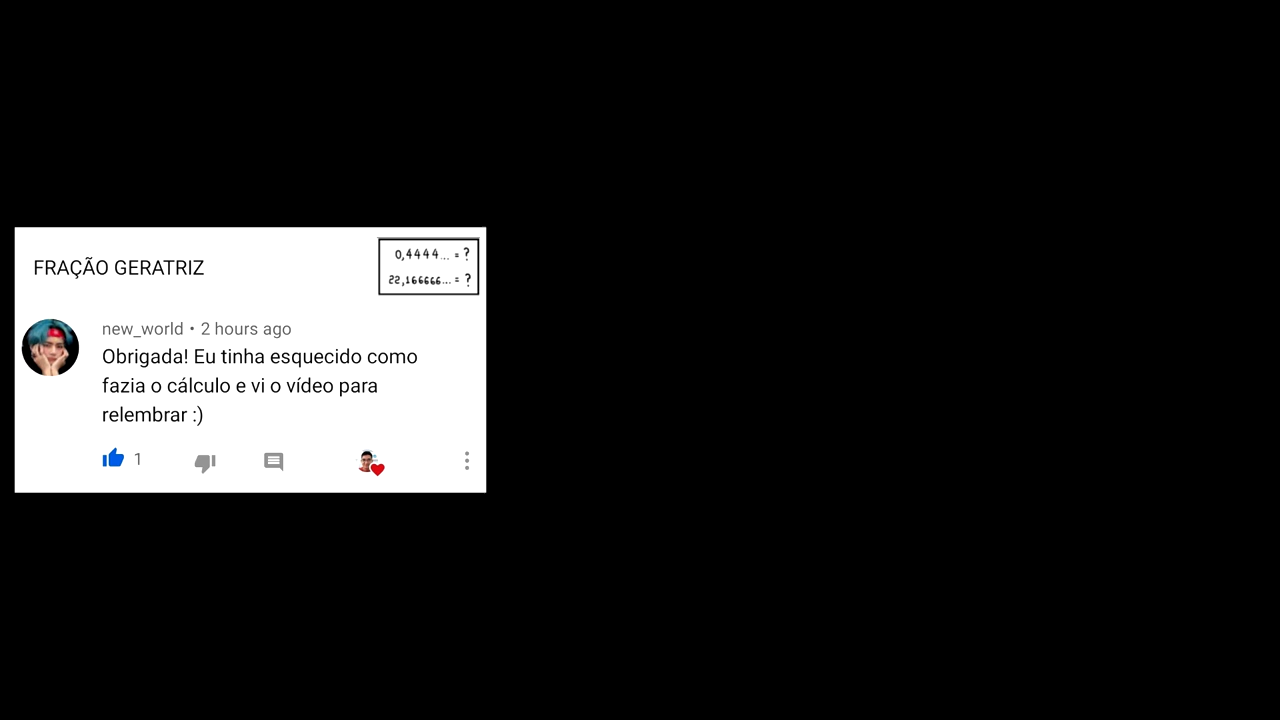 FRAÇÃO GERATRIZ
0,4444... = ?
22,166666... = ?
new_world • 2 hours ago
Obrigada! Eu tinha esquecido como
fazia o cálculo e vi o vídeo para
relembrar :)
1